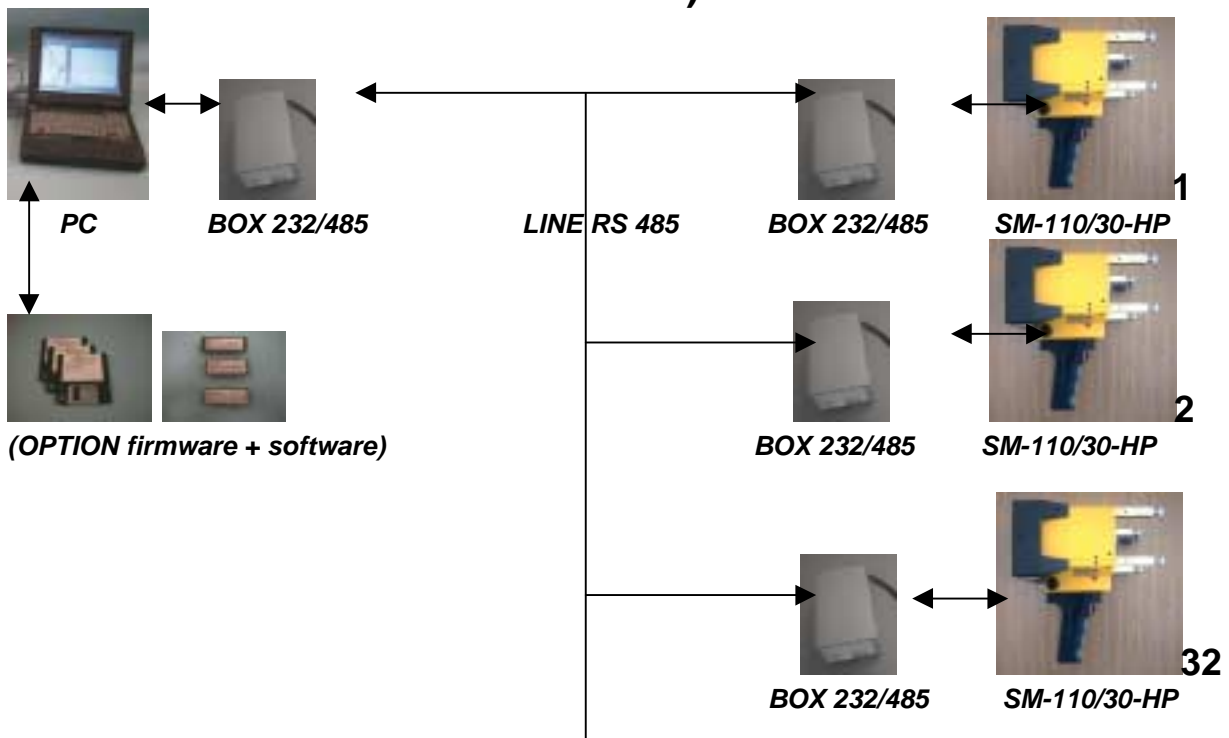 )
1
PC BOX 232/485 LINE RS 485 BOX 232/485 SM-110/30-HP
2
(OPTION firmware + software) BOX 232/485 SM-110/30-HP
32
BOX 232/485 SM-110/30-HP